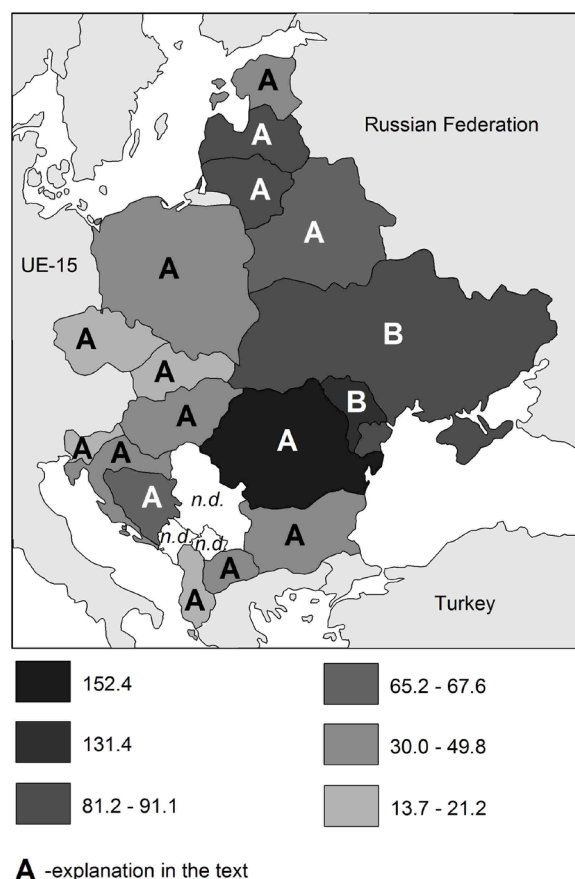 A
Russian Federation
A
A
A
UE-15
A
B
A
A
B
A
A
A
A
A
n.d.
n.d.
n.d.
A
A
A
Turkey
152.4
65.2 - 67.6
131.4
30.0 - 49.8
81.2 - 91.1
13.7 - 21.2
A -explanation in the text